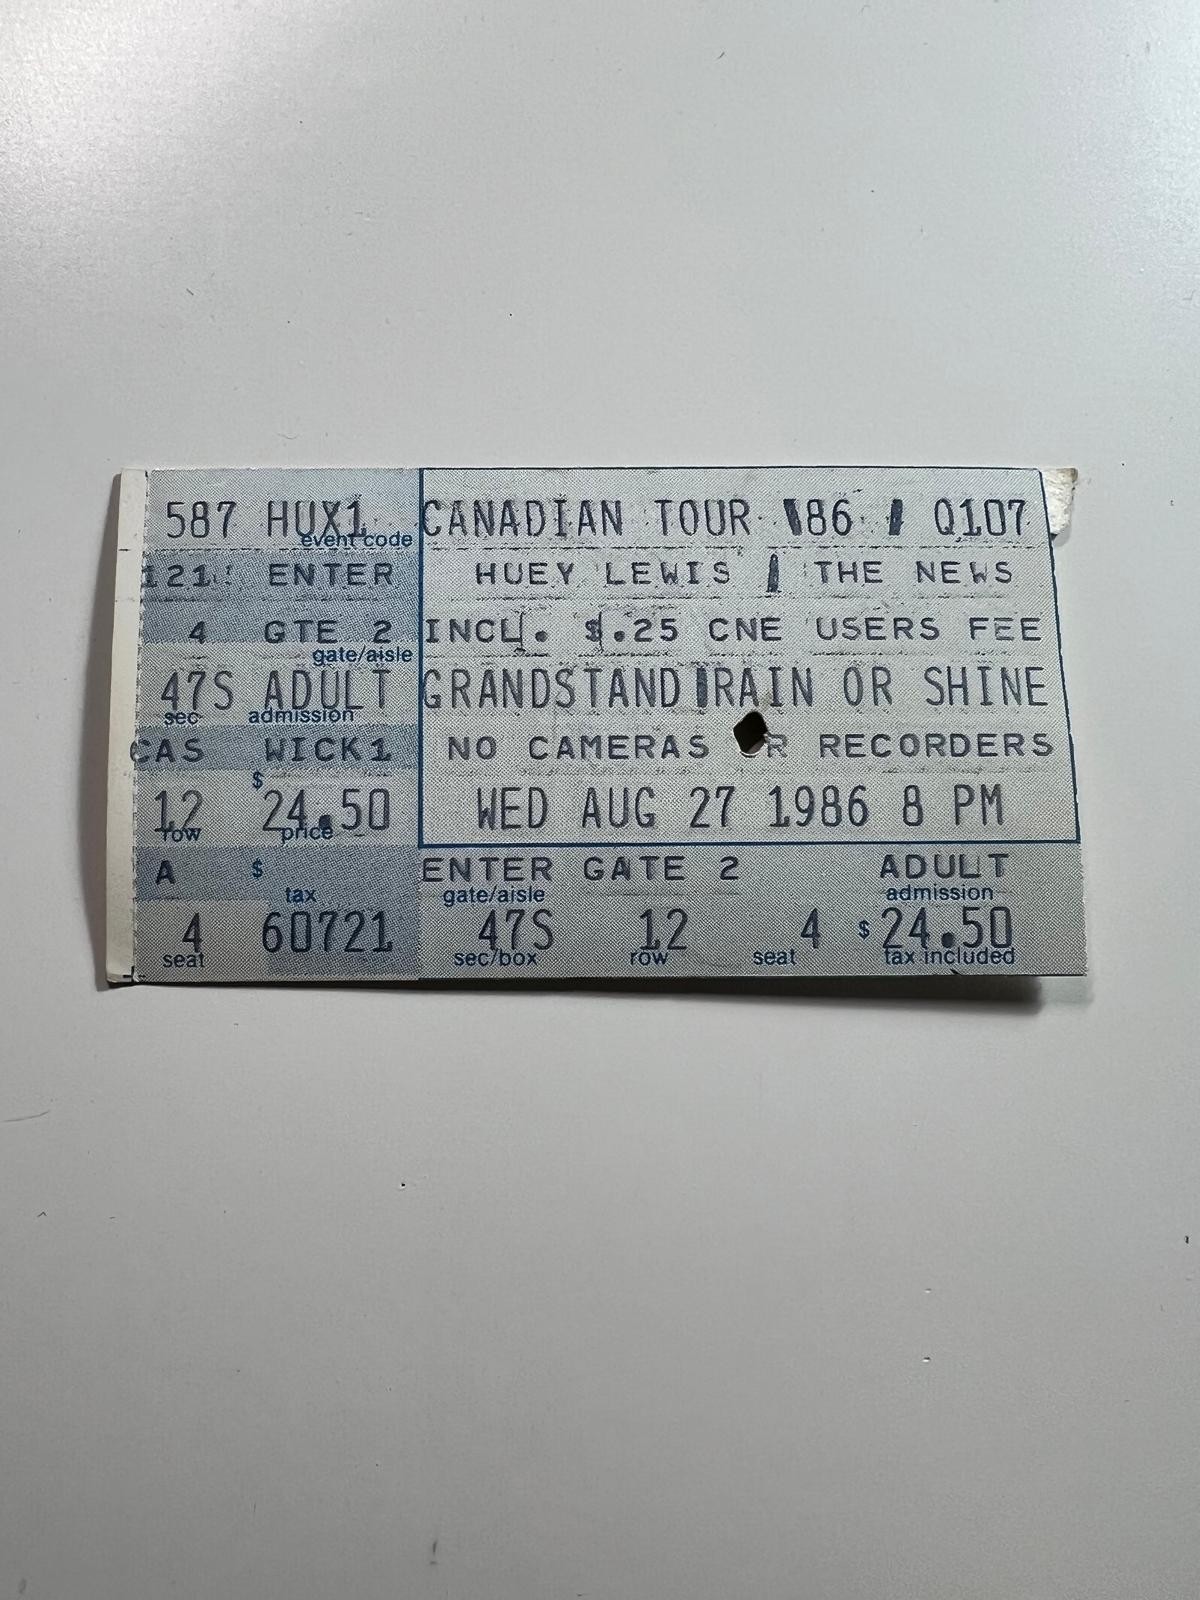 587 HUX1
event code
121 ENTER
4 GTE 2
gate/aisle
47S ADULT
sec admission
CAS WICK1
$
12 24.50
row price
A $
tax
4 60721
seat
CANADIAN TOUR '86 / Q107
HUEY LEWIS / THE NEWS
INCL. $.25 CNE USERS FEE
GRANDSTAND RAIN OR SHINE
NO CAMERAS R RECORDERS
WED AUG 27 1986 8 PM
ENTER GATE 2 ADULT
gate/aisle admission
47S 12 4 $24.50
sec/box row seat tax included